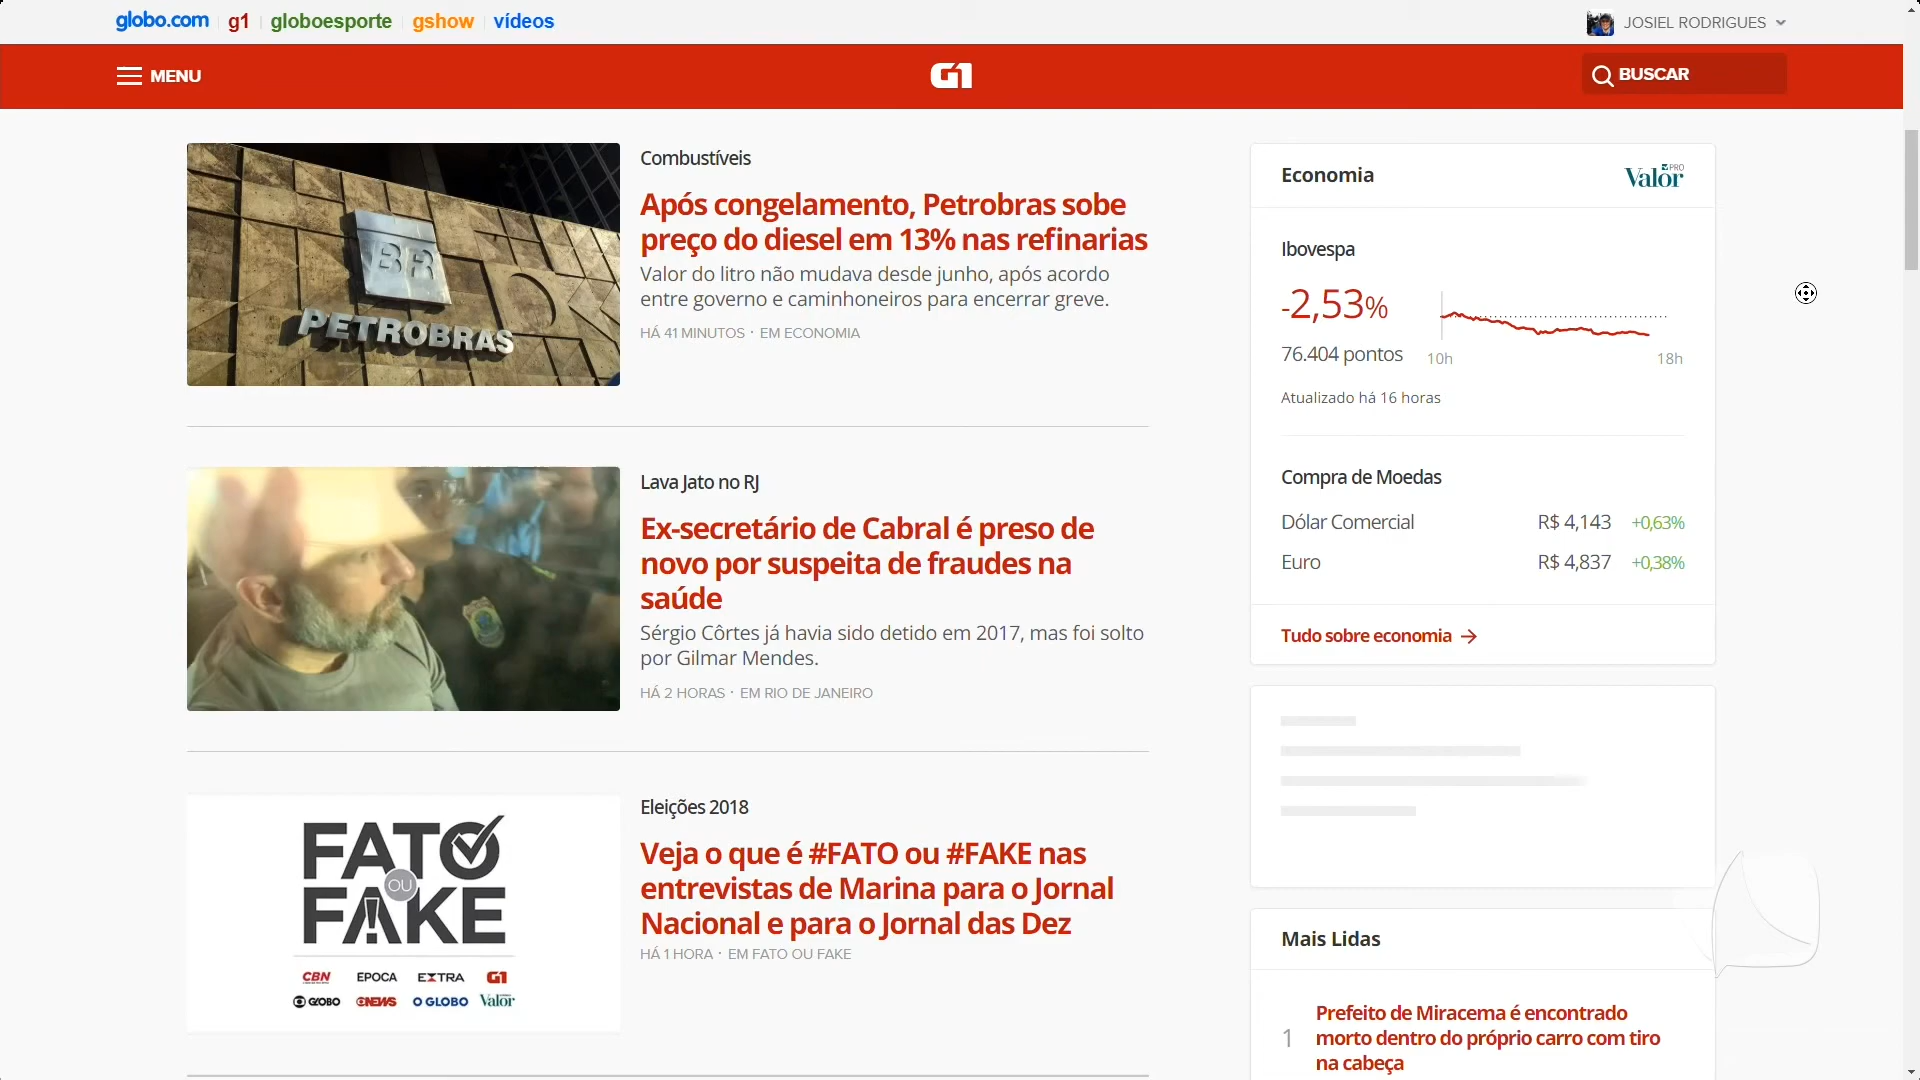 globo.com g1 globoesporte gshow vídeos
JOSIEL RODRIGUES
MENU
G1
BUSCAR
BR
PETROBRAS
Combustíveis
Após congelamento, Petrobras sobe
preço do diesel em 13% nas refinarias
Valor do litro não mudava desde junho, após acordo
entre governo e caminhoneiros para encerrar greve.
HÁ 41 MINUTOS · EM ECONOMIA
Lava Jato no RJ
Ex-secretário de Cabral é preso de
novo por suspeita de fraudes na
saúde
Sérgio Côrtes já havia sido detido em 2017, mas foi solto
por Gilmar Mendes.
HÁ 2 HORAS · EM RIO DE JANEIRO
FATO
OU
FAKE
CBN EPOCA EXTRA G1
GLOBO GNEWS O GLOBO Valor
Eleições 2018
Veja o que é #FATO ou #FAKE nas
entrevistas de Marina para o Jornal
Nacional e para o Jornal das Dez
HÁ 1 HORA · EM FATO OU FAKE
Economia
Valor PRO
Ibovespa
-2,53%
76.404 pontos
10h 18h
Atualizado há 16 horas
Compra de Moedas
Dólar Comercial R$ 4,143 +0,63%
Euro R$ 4,837 +0,38%
Tudo sobre economia →
Mais Lidas
1
Prefeito de Miracema é encontrado
morto dentro do próprio carro com tiro
na cabeça